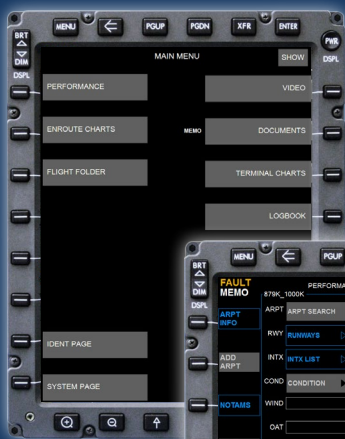 MENU PGUP PGDN XFR ENTER
BRT
DIM
DSPL
PWR
DSPL
MAIN MENU SHOW
PERFORMANCE VIDEO
ENROUTE CHARTS MEMO DOCUMENTS
FLIGHT FOLDER TERMINAL CHARTS
LOGBOOK
IDENT PAGE
SYSTEM PAGE
MENU PGUP
BRT
DIM
DSPL
FAULT
MEMO
PERFORMA
879K_1000K
ARPT
INFO
ARPT ARPT SEARCH
RWY RUNWAYS
ADD
ARPT
INTX INTX LIST
COND CONDITION
NOTAMS
WIND
OAT